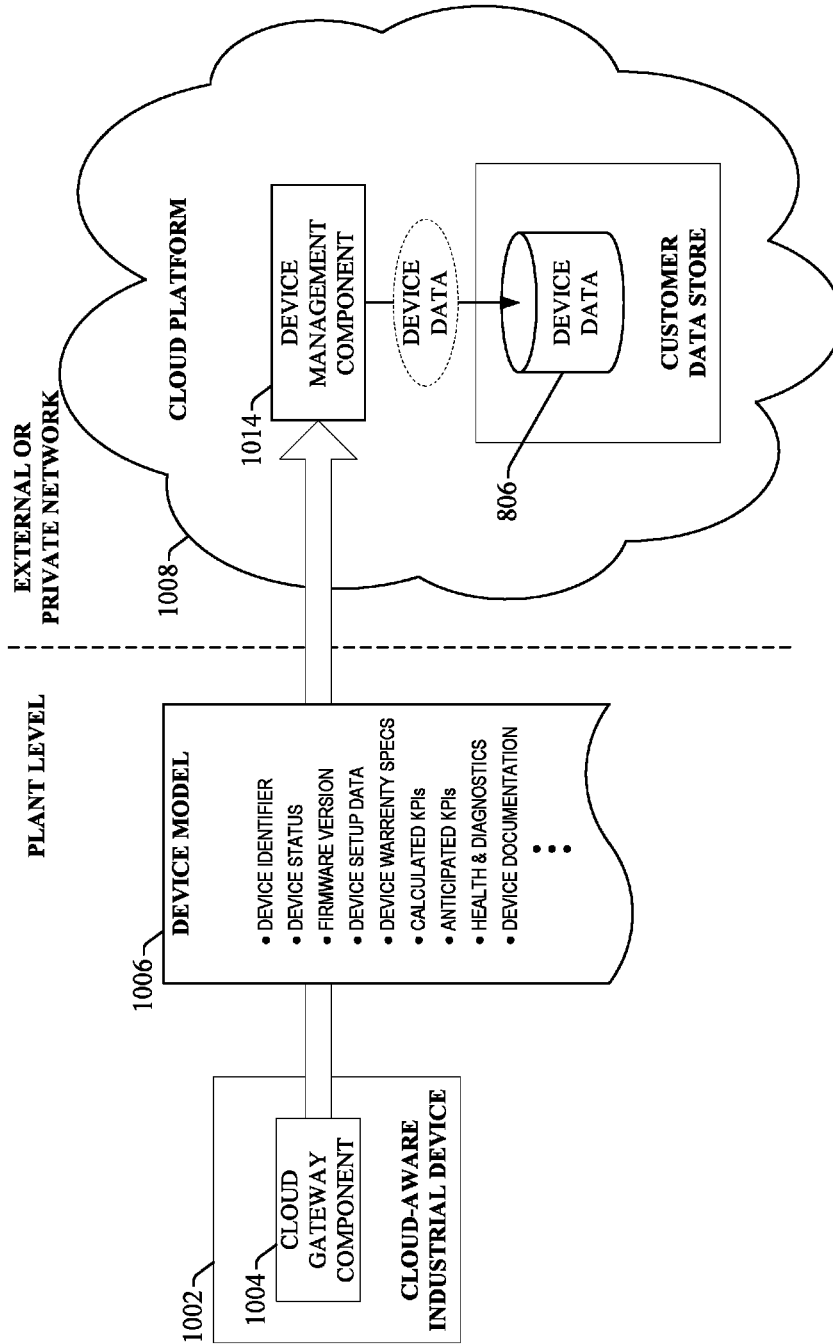 PLANT LEVEL
EXTERNAL OR
PRIVATE NETWORK
1002
1004
CLOUD
GATEWAY
COMPONENT
CLOUD-AWARE
INDUSTRIAL DEVICE
1006
DEVICE MODEL
• DEVICE IDENTIFIER
• DEVICE STATUS
• FIRMWARE VERSION
• DEVICE SETUP DATA
• DEVICE WARRENTY SPECS
• CALCULATED KPIs
• ANTICIPATED KPIs
• HEALTH & DIAGNOSTICS
• DEVICE DOCUMENTATION
1008
CLOUD PLATFORM
1014
DEVICE
MANAGEMENT
COMPONENT
DEVICE
DATA
DEVICE
DATA
806
CUSTOMER
DATA STORE